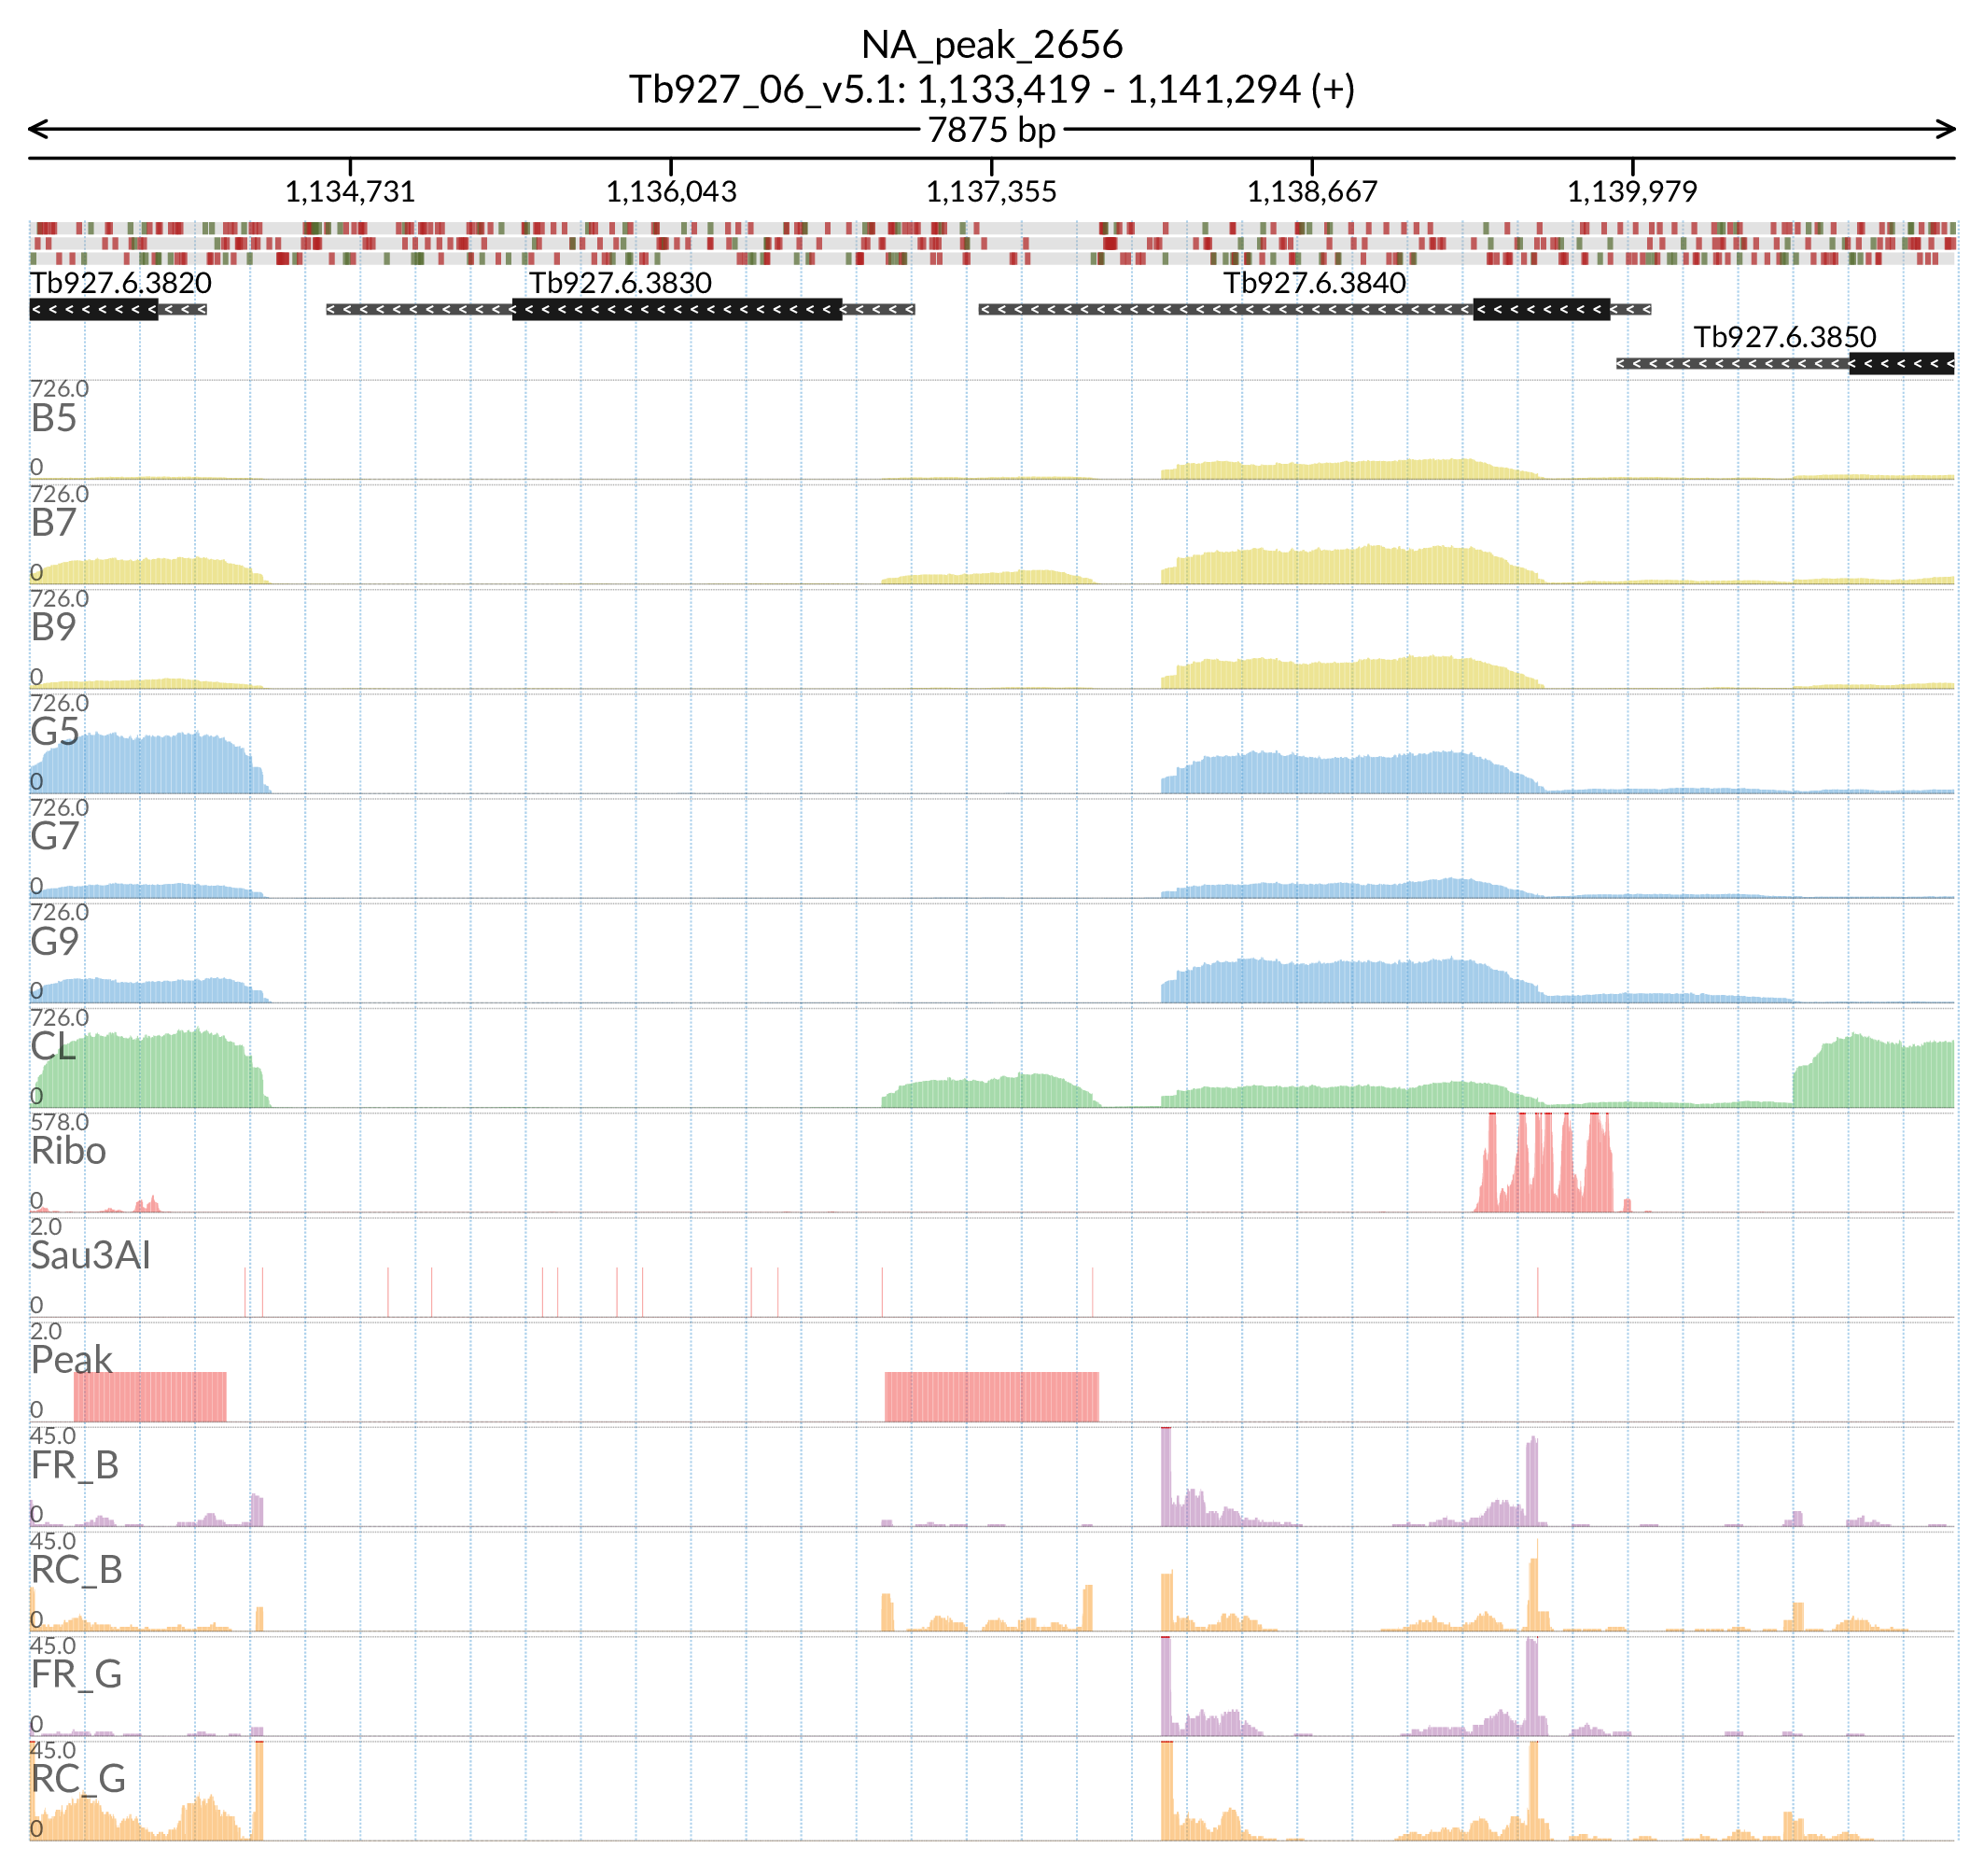 NA_peak_2656
Tb927_06_v5.1: 1,133,419 - 1,141,294 (+)
7875 bp
1,134,731 1,136,043 1,137,355 1,138,667 1,139,979
Tb927.6.3820 Tb927.6.3830 Tb927.6.3840
Tb927.6.3850
726.0
B5
0
726.0
B7
0
726.0
B9
0
726.0
G5
0
726.0
G7
0
726.0
G9
0
726.0
CL
0
578.0
Ribo
0
2.0
Sau3AI
0
2.0
Peak
0
45.0
FR_B
0
45.0
RC_B
0
45.0
FR_G
0
45.0
RC_G
0